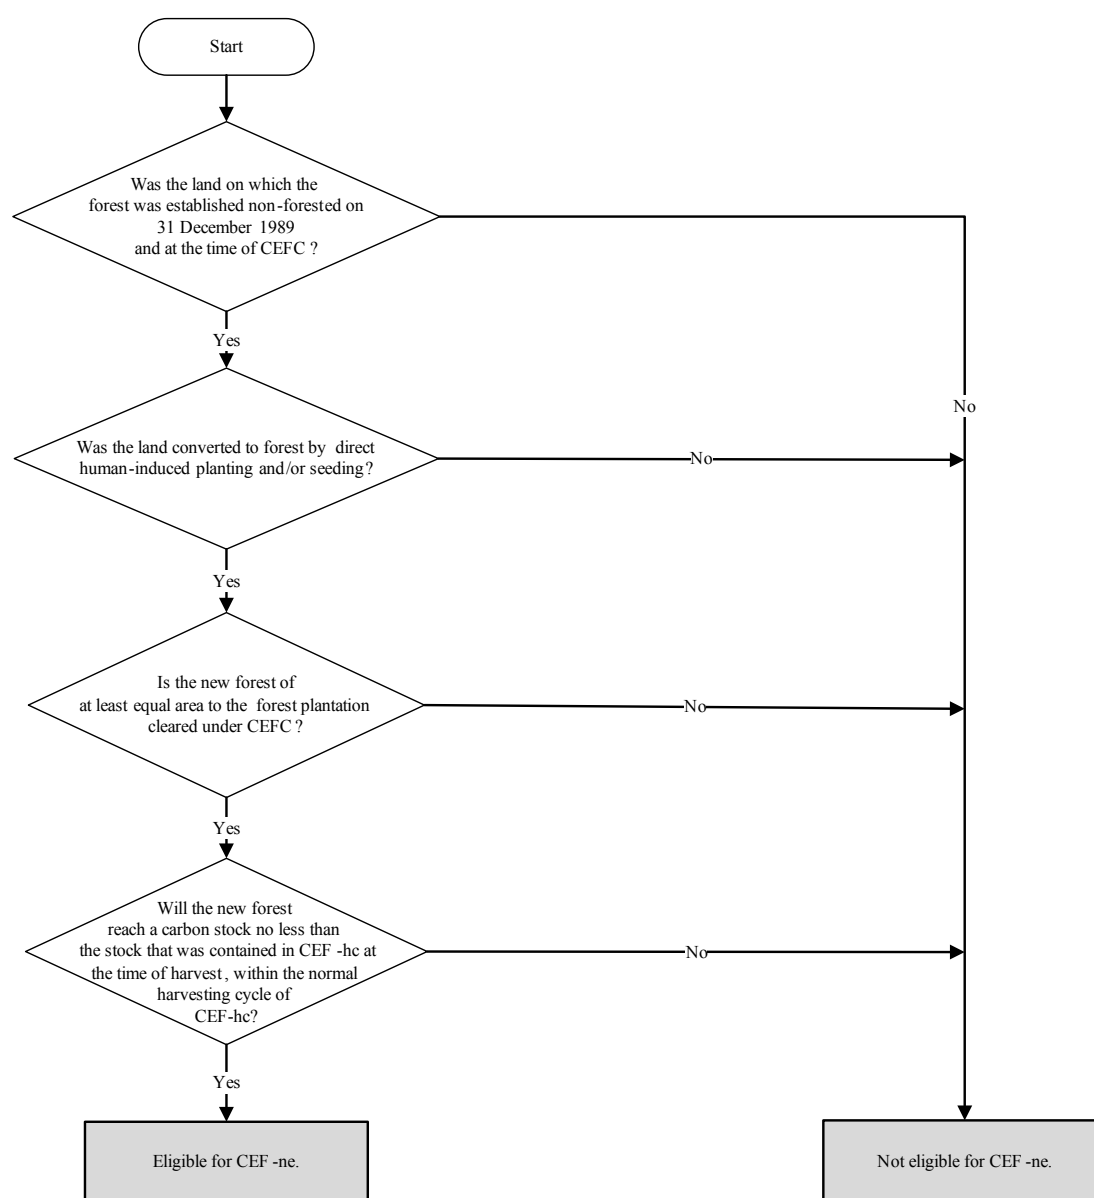 Start
Was the land on which the
forest was established non-forested on
31 December 1989
and at the time of CEFC ?
Yes
No
Was the land converted to forest by direct
human-induced planting and/or seeding?
No
Yes
Is the new forest of
at least equal area to the forest plantation
cleared under CEFC ?
No
Yes
Will the new forest
reach a carbon stock no less than
the stock that was contained in CEF -hc at
the time of harvest , within the normal
harvesting cycle of
CEF-hc?
No
Yes
Eligible for CEF -ne.
Not eligible for CEF -ne.